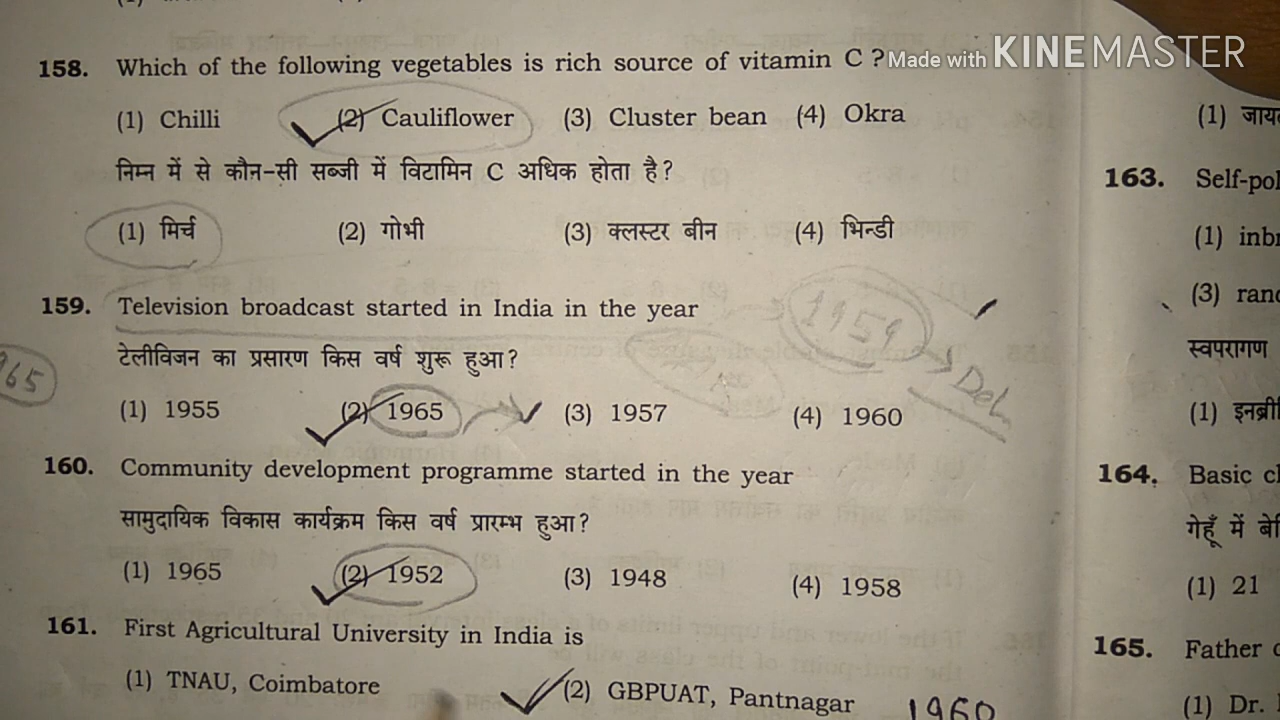 Made with KINEMASTER
158. Which of the following vegetables is rich source of vitamin C ?
(1) Chilli (2) Cauliflower (3) Cluster bean (4) Okra
निम्न में से कौन-सी सब्जी में विटामिन C अधिक होता है?
(1) मिर्च (2) गोभी (3) क्लस्टर बीन (4) भिन्डी
159. Television broadcast started in India in the year
1959
टेलीविजन का प्रसारण किस वर्ष शुरू हुआ?
965
(1) 1955 (2) 1965 (3) 1957 (4) 1960
160. Community development programme started in the year
सामुदायिक विकास कार्यक्रम किस वर्ष प्रारम्भ हुआ?
(1) 1965 (2) 1952 (3) 1948 (4) 1958
161. First Agricultural University in India is
(1) TNAU, Coimbatore (2) GBPUAT, Pantnagar 1960
(1) जाय
163. Self-pol
(1) inbr
(3) rand
स्वपरागण
(1) इनब्री
164. Basic cl
गेहूँ में बे
(1) 21
165. Father o
(1) Dr.